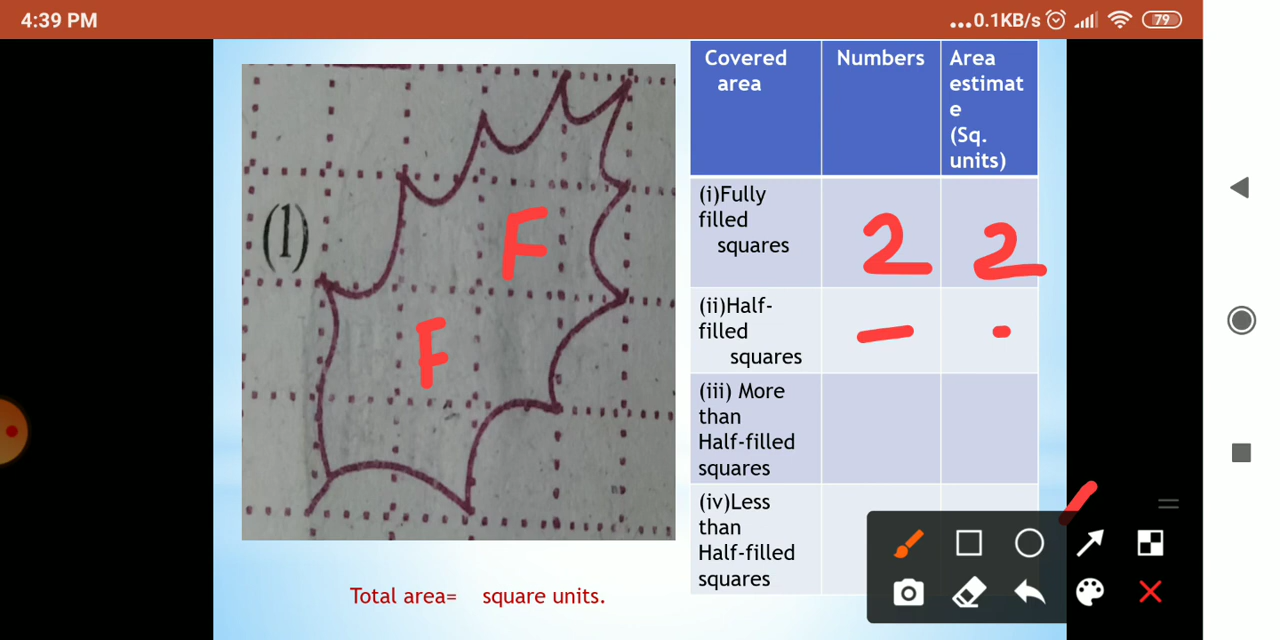 4:39 PM
...0.1KB/s
79
Covered
area
Numbers
Area
estimat
e
(Sq.
units)
(1)
F
F
(i)Fully
filled
squares
2
2
(ii)Half-
filled
squares
–
(iii) More
than
Half-filled
squares
(iv)Less
than
Half-filled
squares
Total area= square units.